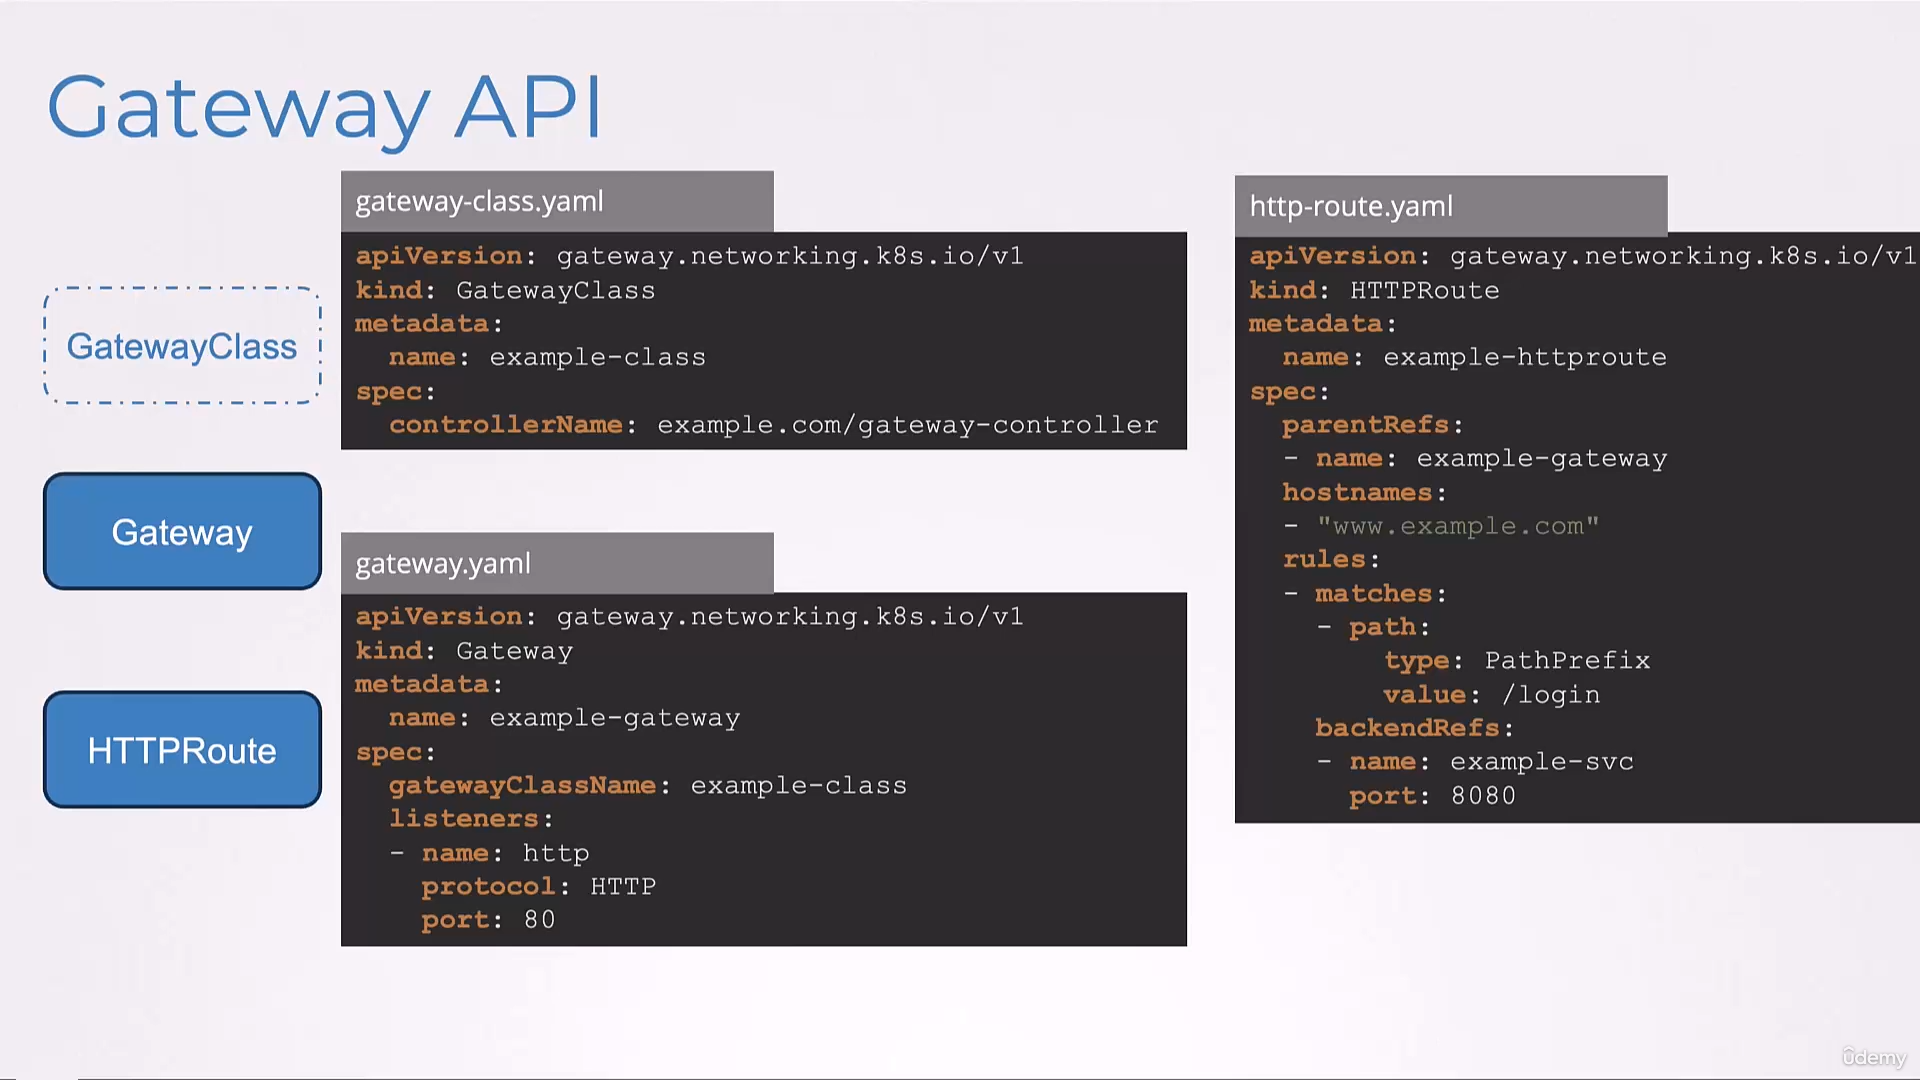 Gateway API
GatewayClass
Gateway
HTTPRoute
gateway-class.yaml
apiVersion: gateway.networking.k8s.io/v1
kind: GatewayClass
metadata:
  name: example-class
spec:
  controllerName: example.com/gateway-controller
gateway.yaml
apiVersion: gateway.networking.k8s.io/v1
kind: Gateway
metadata:
  name: example-gateway
spec:
  gatewayClassName: example-class
  listeners:
  - name: http
    protocol: HTTP
    port: 80
http-route.yaml
apiVersion: gateway.networking.k8s.io/v1
kind: HTTPRoute
metadata:
  name: example-httproute
spec:
  parentRefs:
  - name: example-gateway
  hostnames:
  - "www.example.com"
  rules:
  - matches:
    - path:
        type: PathPrefix
        value: /login
    backendRefs:
    - name: example-svc
      port: 8080
ûdemy